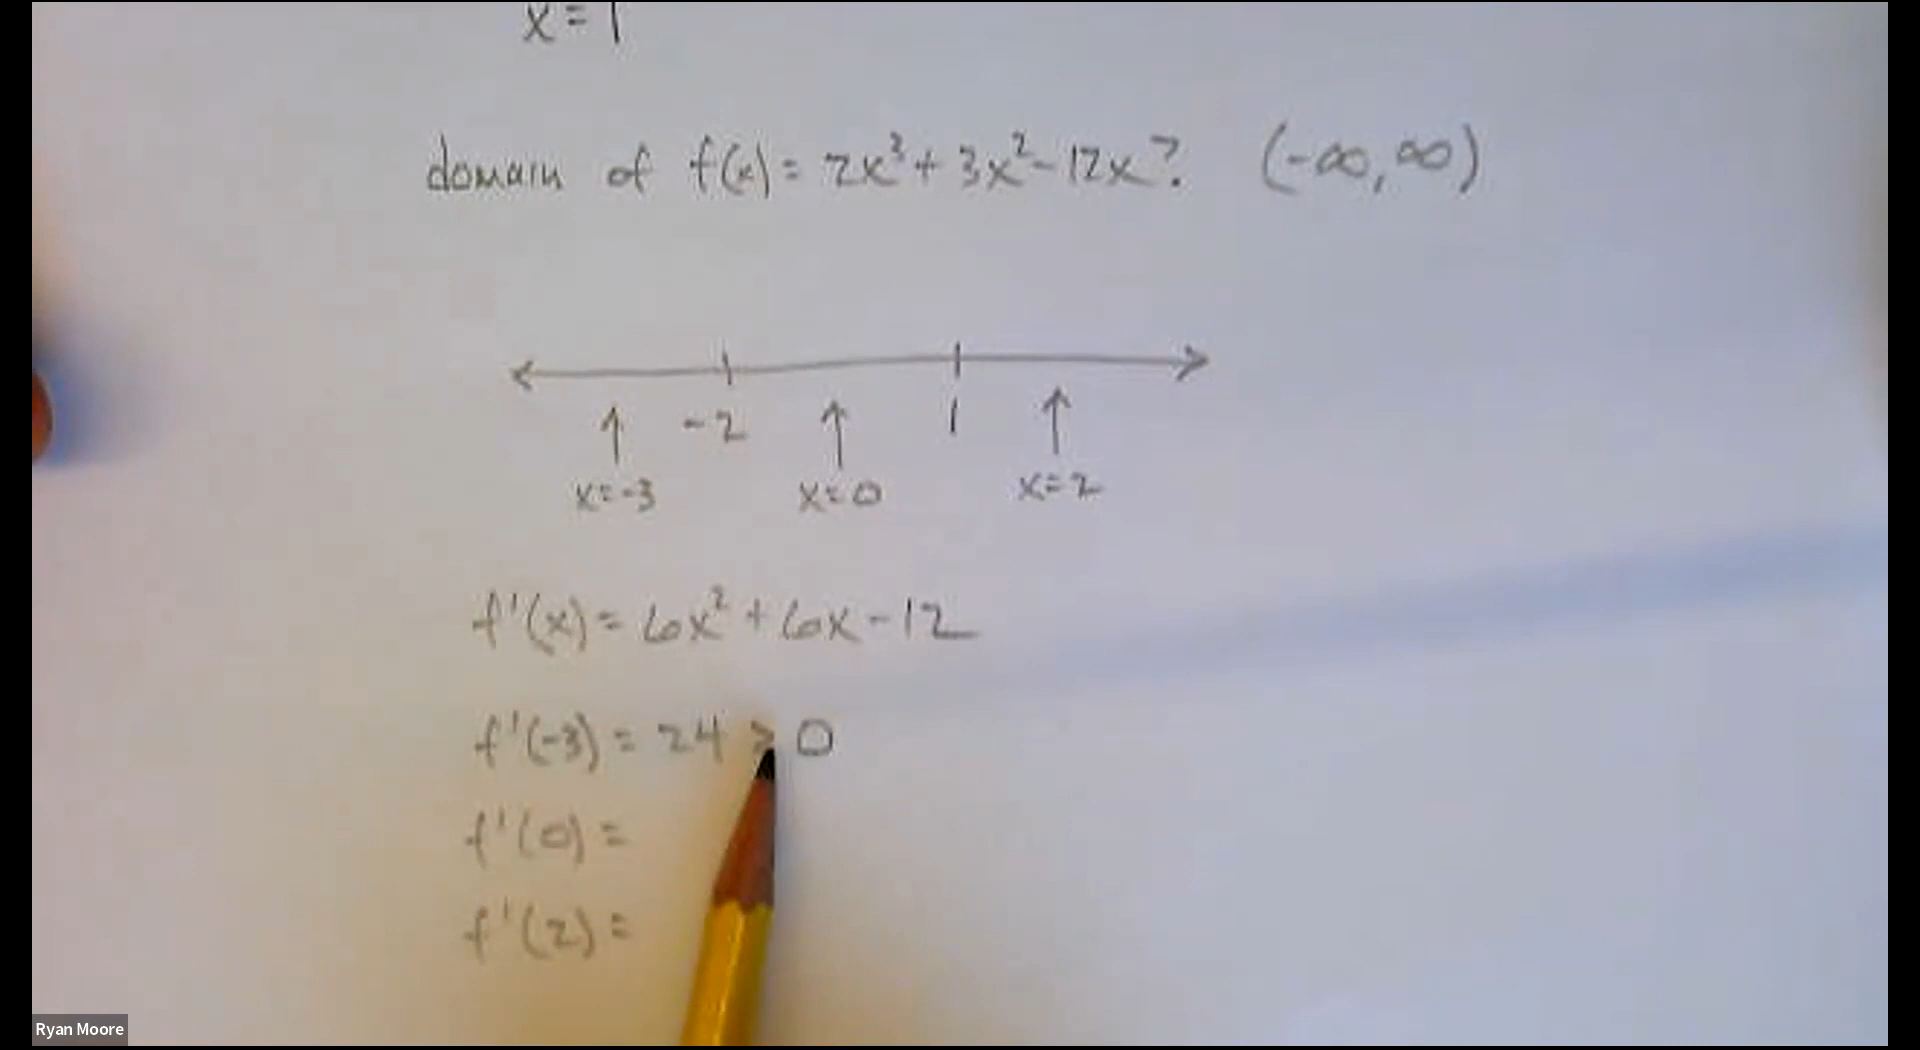 x = 1
domain of f(x) = 2x³ + 3x² - 12x? (-∞, ∞)
-2 1
x = -3 x = 0 x = 2
f'(x) = 6x² + 6x - 12
f'(-3) = 24 > 0
f'(0) =
f'(2) =
Ryan Moore